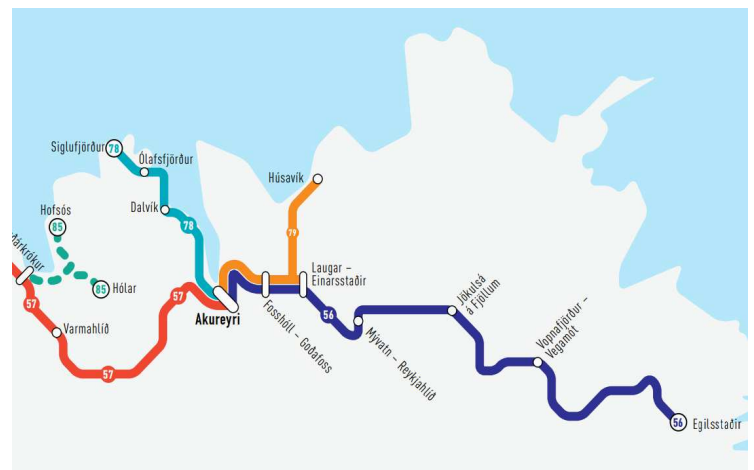 Siglufjörður
78
Ólafsfjörður
Húsavík
Hofsós
85
Dalvík
78
79
85
Hólar
57
57
Varmahlíð
57
Akureyri
Fosshóll – Goðafoss
Laugar –
Einarsstaðir
56
Mývatn – Reykjahlíð
Jökulsá
á Fjöllum
Vopnafjörður –
Vegamót
56
Egilsstaðir